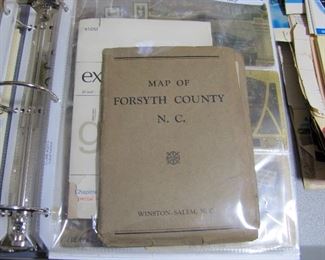 ex
MAP OF
FORSYTH COUNTY
N. C.
WINSTON-SALEM, N. C.